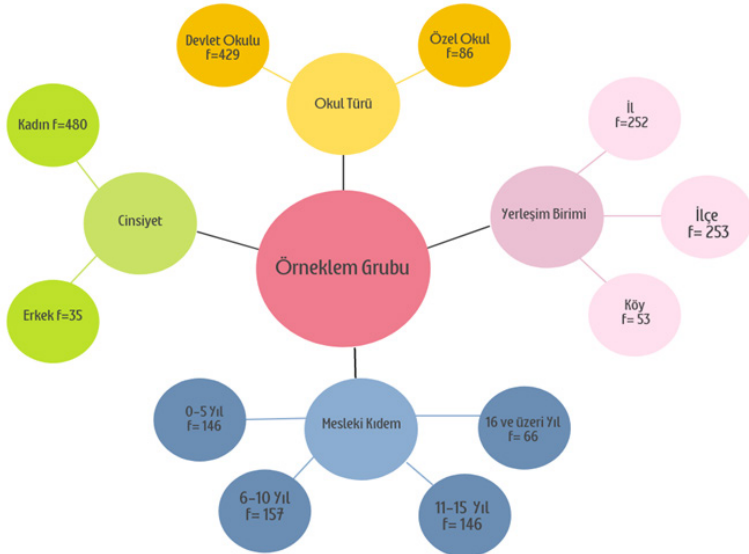 Devlet Okulu
f=429
Özel Okul
f=86
Okul Türü
Kadın f=480
Cinsiyet
Erkek f=35
İl
f=252
Yerleşim Birimi
İlçe
f= 253
Köy
f= 53
Örneklem Grubu
0-5 Yıl
f= 146
Mesleki Kıdem
16 ve üzeri Yıl
f= 66
6-10 Yıl
f= 157
11-15 Yıl
f= 146